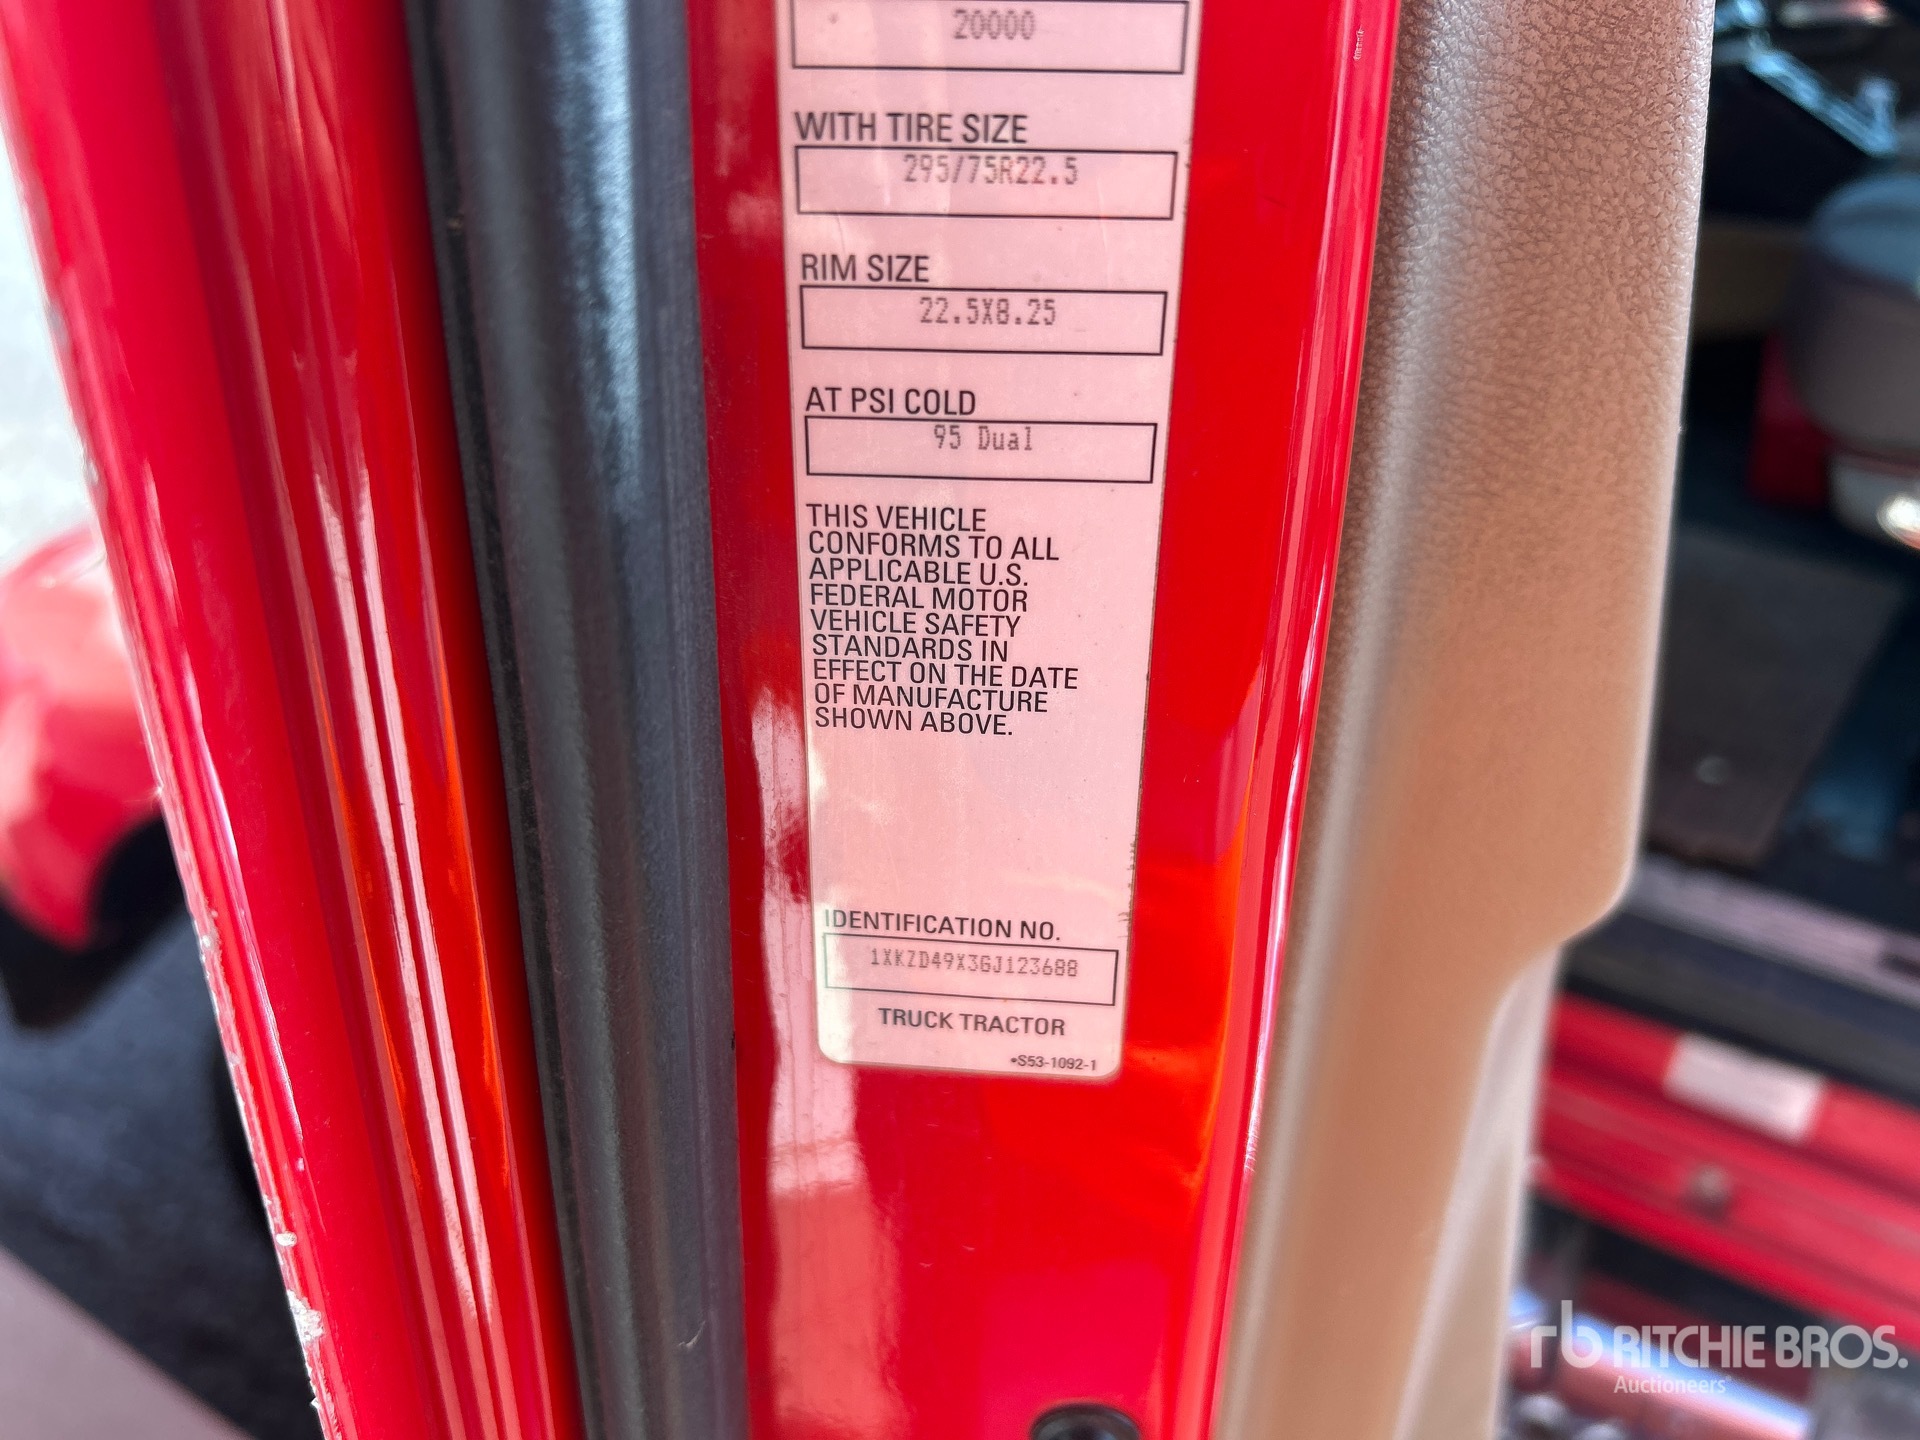 20000
WITH TIRE SIZE
295/75R22.5
RIM SIZE
22.5X8.25
AT PSI COLD
95 Dual
THIS VEHICLE
CONFORMS TO ALL
APPLICABLE U.S.
FEDERAL MOTOR
VEHICLE SAFETY
STANDARDS IN
EFFECT ON THE DATE
OF MANUFACTURE
SHOWN ABOVE.
IDENTIFICATION NO.
1XKZD49X3GJ123688
TRUCK TRACTOR
•S53-1092-1
rb RITCHIE BROS.
Auctioneers